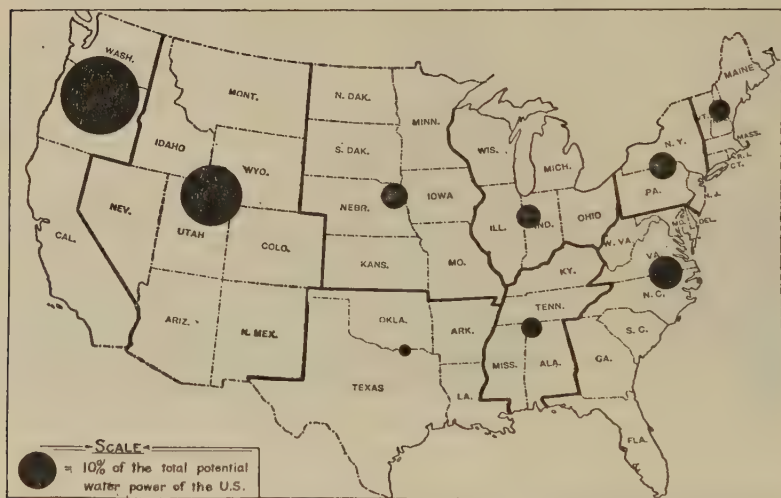 WASH.
MONT.
N. DAK.
MINN.
MAINE
VT.
IDAHO
S. DAK.
WIS.
MICH.
N.Y.
MASS.
R.I.
CT.
WYO.
IOWA
PA.
N.J.
NEV.
NEBR.
ILL.
IND.
OHIO
MD.
DEL.
CAL.
UTAH
COLO.
W. VA.
VA.
KANS.
MO.
KY.
N. C.
ARIZ.
N. MEX.
OKLA.
ARK.
TENN.
S. C.
MISS.
ALA.
GA.
TEXAS
LA.
FLA.
SCALE
= 10% of the total potential
water power of the U.S.